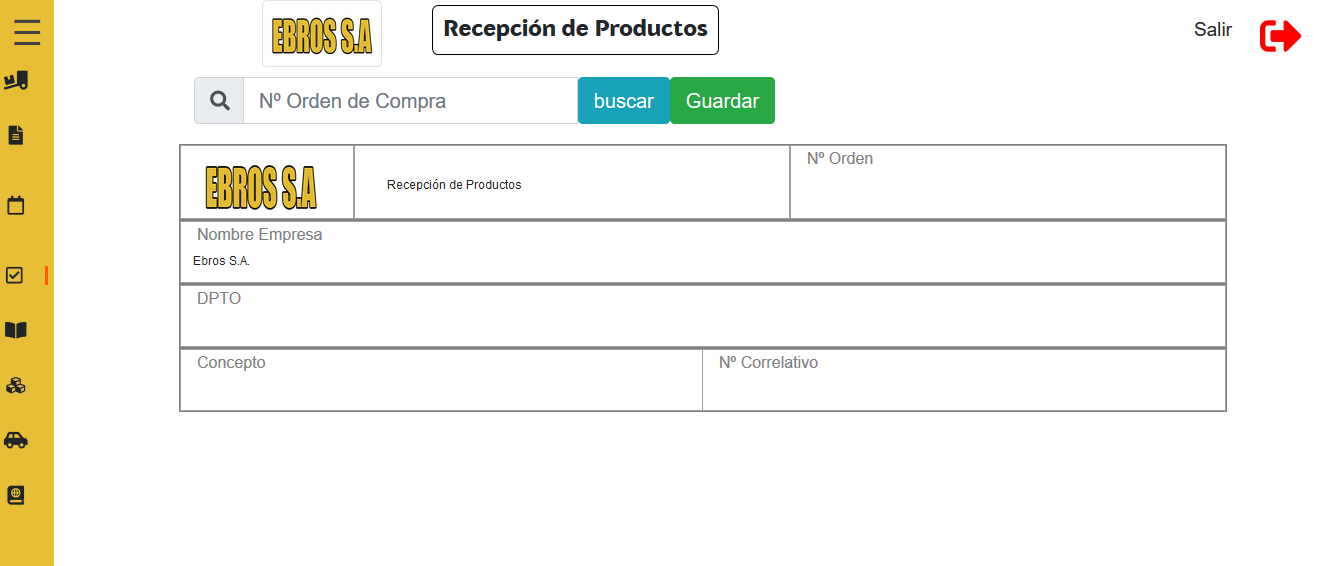 EBROS S.A
Recepción de Productos
Salir
Nº Orden de Compra
buscar
Guardar
EBROS S.A
Recepción de Productos
Nº Orden
Nombre Empresa
Ebros S.A.
DPTO
Concepto
Nº Correlativo